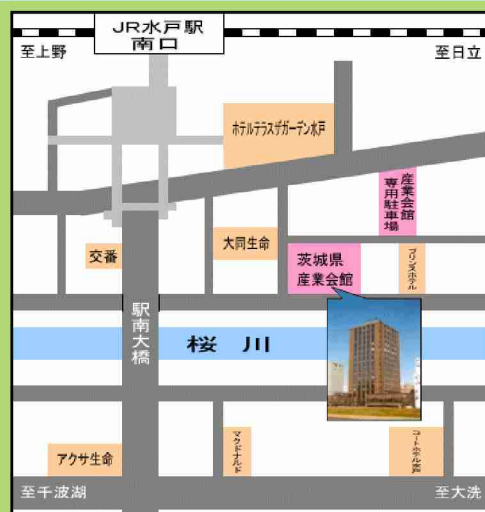 JR水戸駅
南口
至上野
至日立
ホテルテラスザガーデン水戸
産業会館
専用駐車場
大同生命
交番
茨城県
産業会館
プリンスホテル
駅南大橋
桜 川
アクサ生命
マクドナルド
コートホテル水戸
至千波湖
至大洗